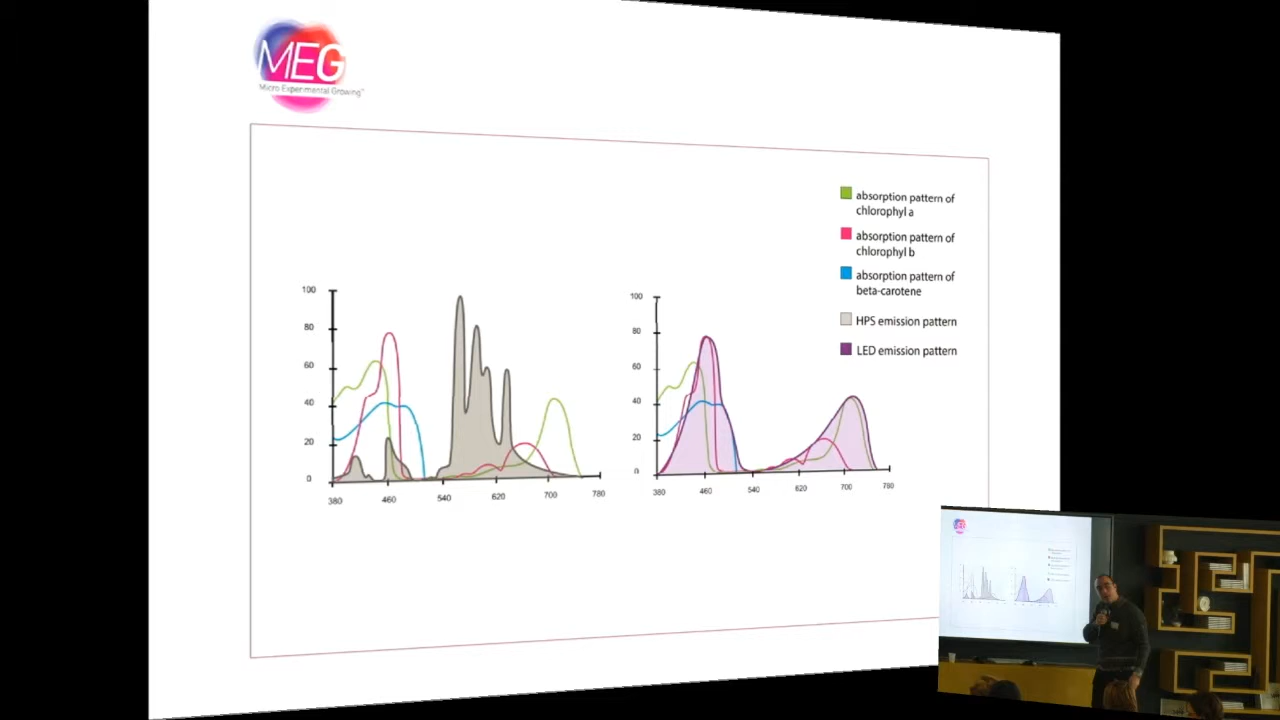 MEG
Micro Experimental Growing™
absorption pattern of
chlorophyl a
absorption pattern of
chlorophyl b
absorption pattern of
beta-carotene
HPS emission pattern
LED emission pattern
100
80
60
40
20
0
380
460
540
620
700
780
100
80
60
40
20
0
380
460
540
620
700
780